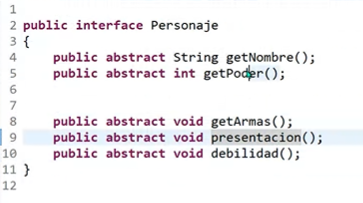 1
2 public interface Personaje
3 {
4 public abstract String getNombre();
5 public abstract int getPoder();
6
7
8 public abstract void getArmas();
9 public abstract void presentacion();
10 public abstract void debilidad();
11 }
12